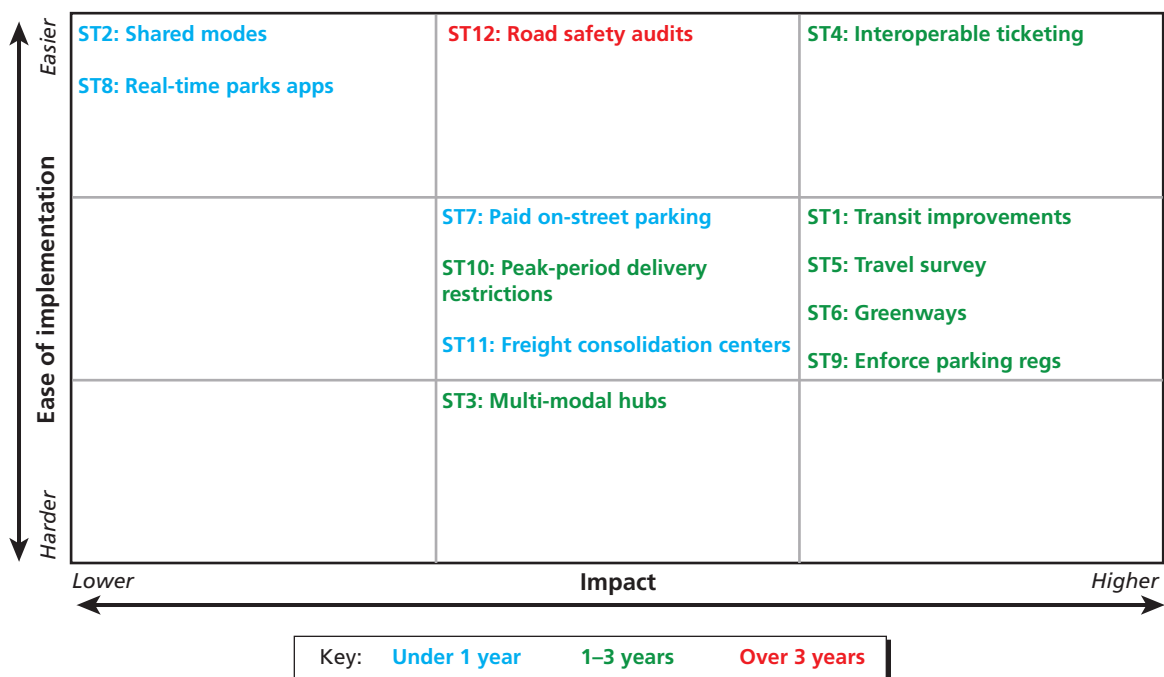 Easier
Ease of implementation
Harder
ST2: Shared modes
ST8: Real-time parks apps
ST12: Road safety audits
ST4: Interoperable ticketing
ST7: Paid on-street parking
ST10: Peak-period delivery
restrictions
ST11: Freight consolidation centers
ST1: Transit improvements
ST5: Travel survey
ST6: Greenways
ST9: Enforce parking regs
ST3: Multi-modal hubs
Lower
Impact
Higher
Key: Under 1 year 1–3 years Over 3 years